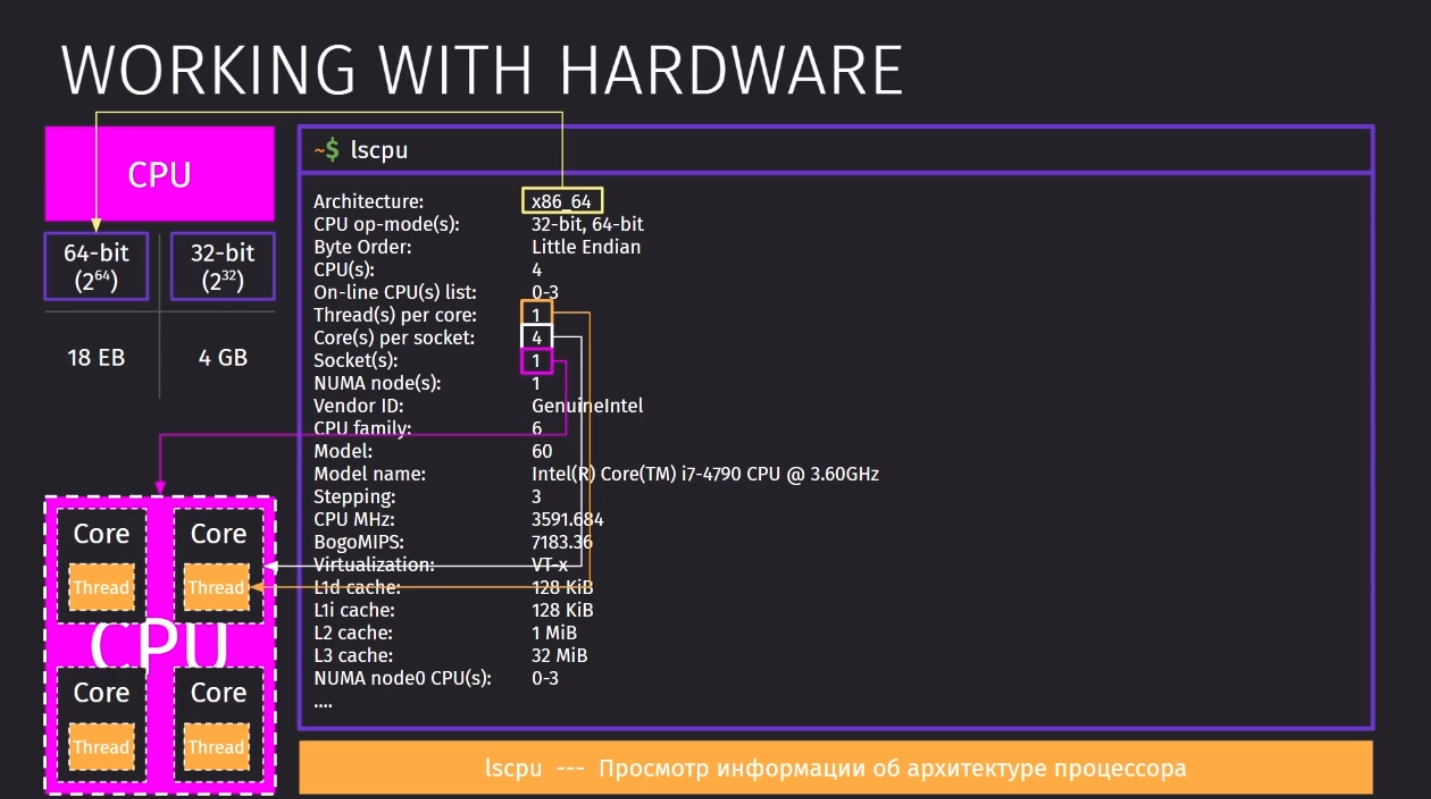 WORKING WITH HARDWARE
CPU
64-bit
(2⁶⁴)
32-bit
(2³²)
18 EB
4 GB
~$ lscpu
Architecture: x86_64
CPU op-mode(s): 32-bit, 64-bit
Byte Order: Little Endian
CPU(s): 4
On-line CPU(s) list: 0-3
Thread(s) per core: 1
Core(s) per socket: 4
Socket(s): 1
NUMA node(s): 1
Vendor ID: GenuineIntel
CPU family: 6
Model: 60
Model name: Intel(R) Core(TM) i7-4790 CPU @ 3.60GHz
Stepping: 3
CPU MHz: 3591.684
BogoMIPS: 7183.36
Virtualization: VT-x
L1d cache: 128 KiB
L1i cache: 128 KiB
L2 cache: 1 MiB
L3 cache: 32 MiB
NUMA node0 CPU(s): 0-3
....
Core
Core
Thread
Thread
CPU
Core
Core
Thread
Thread
lscpu --- Просмотр информации об архитектуре процессора